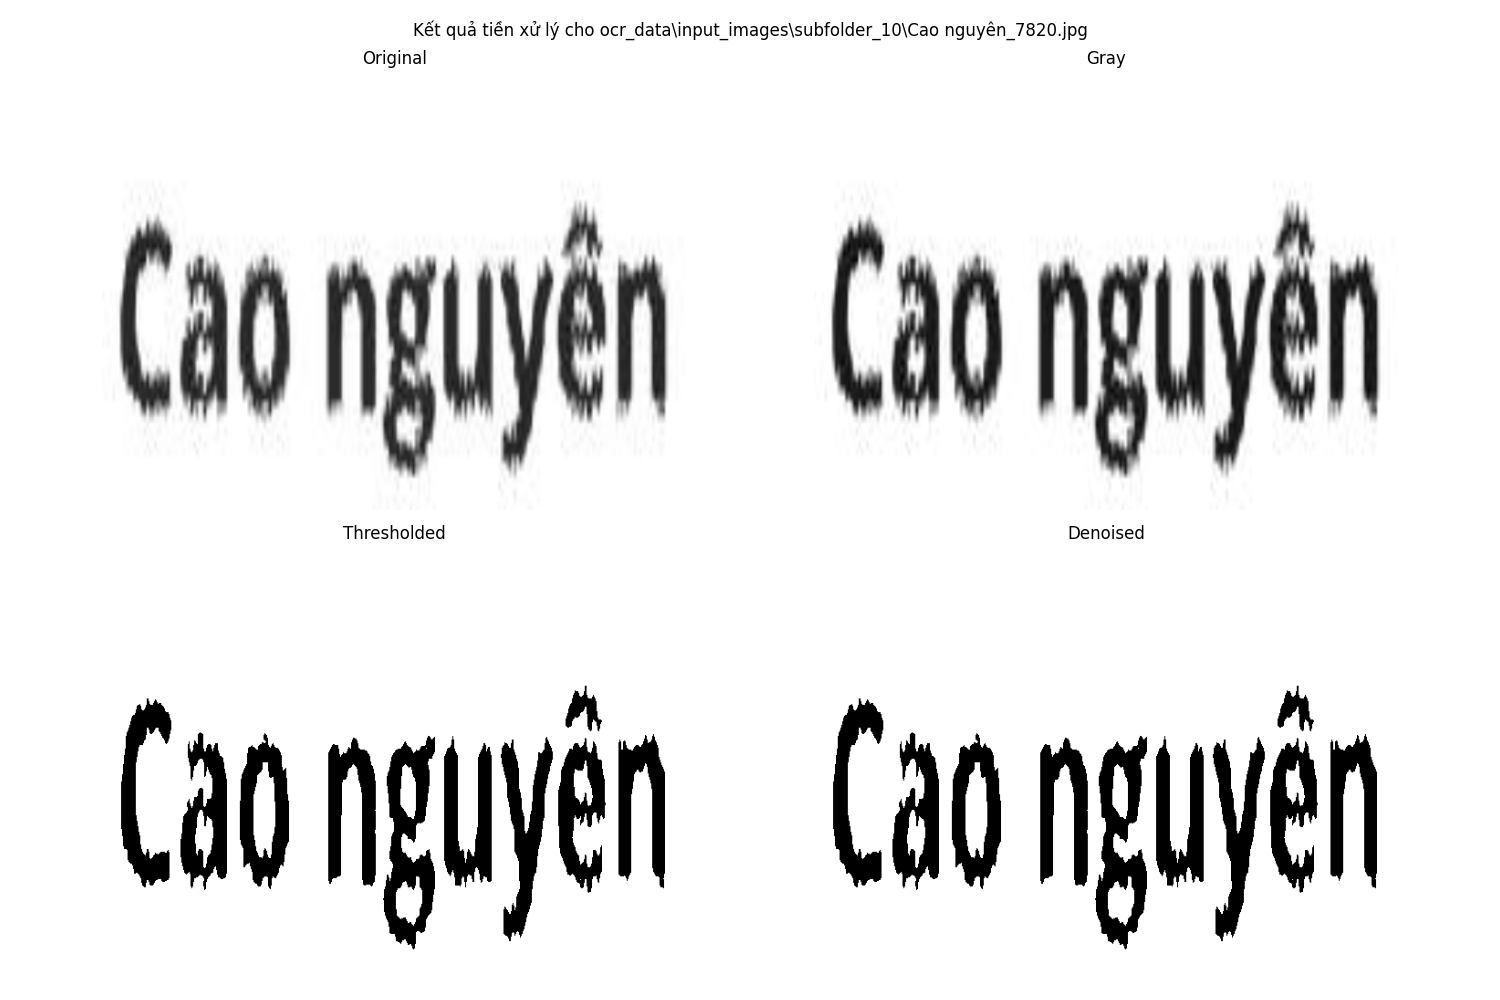 Kết quả tiền xử lý cho ocr_data\input_images\subfolder_10\Cao nguyên_7820.jpg
Original
Gray
Cao nguyên
Cao nguyên
Thresholded
Denoised
Cao nguyên
Cao nguyên